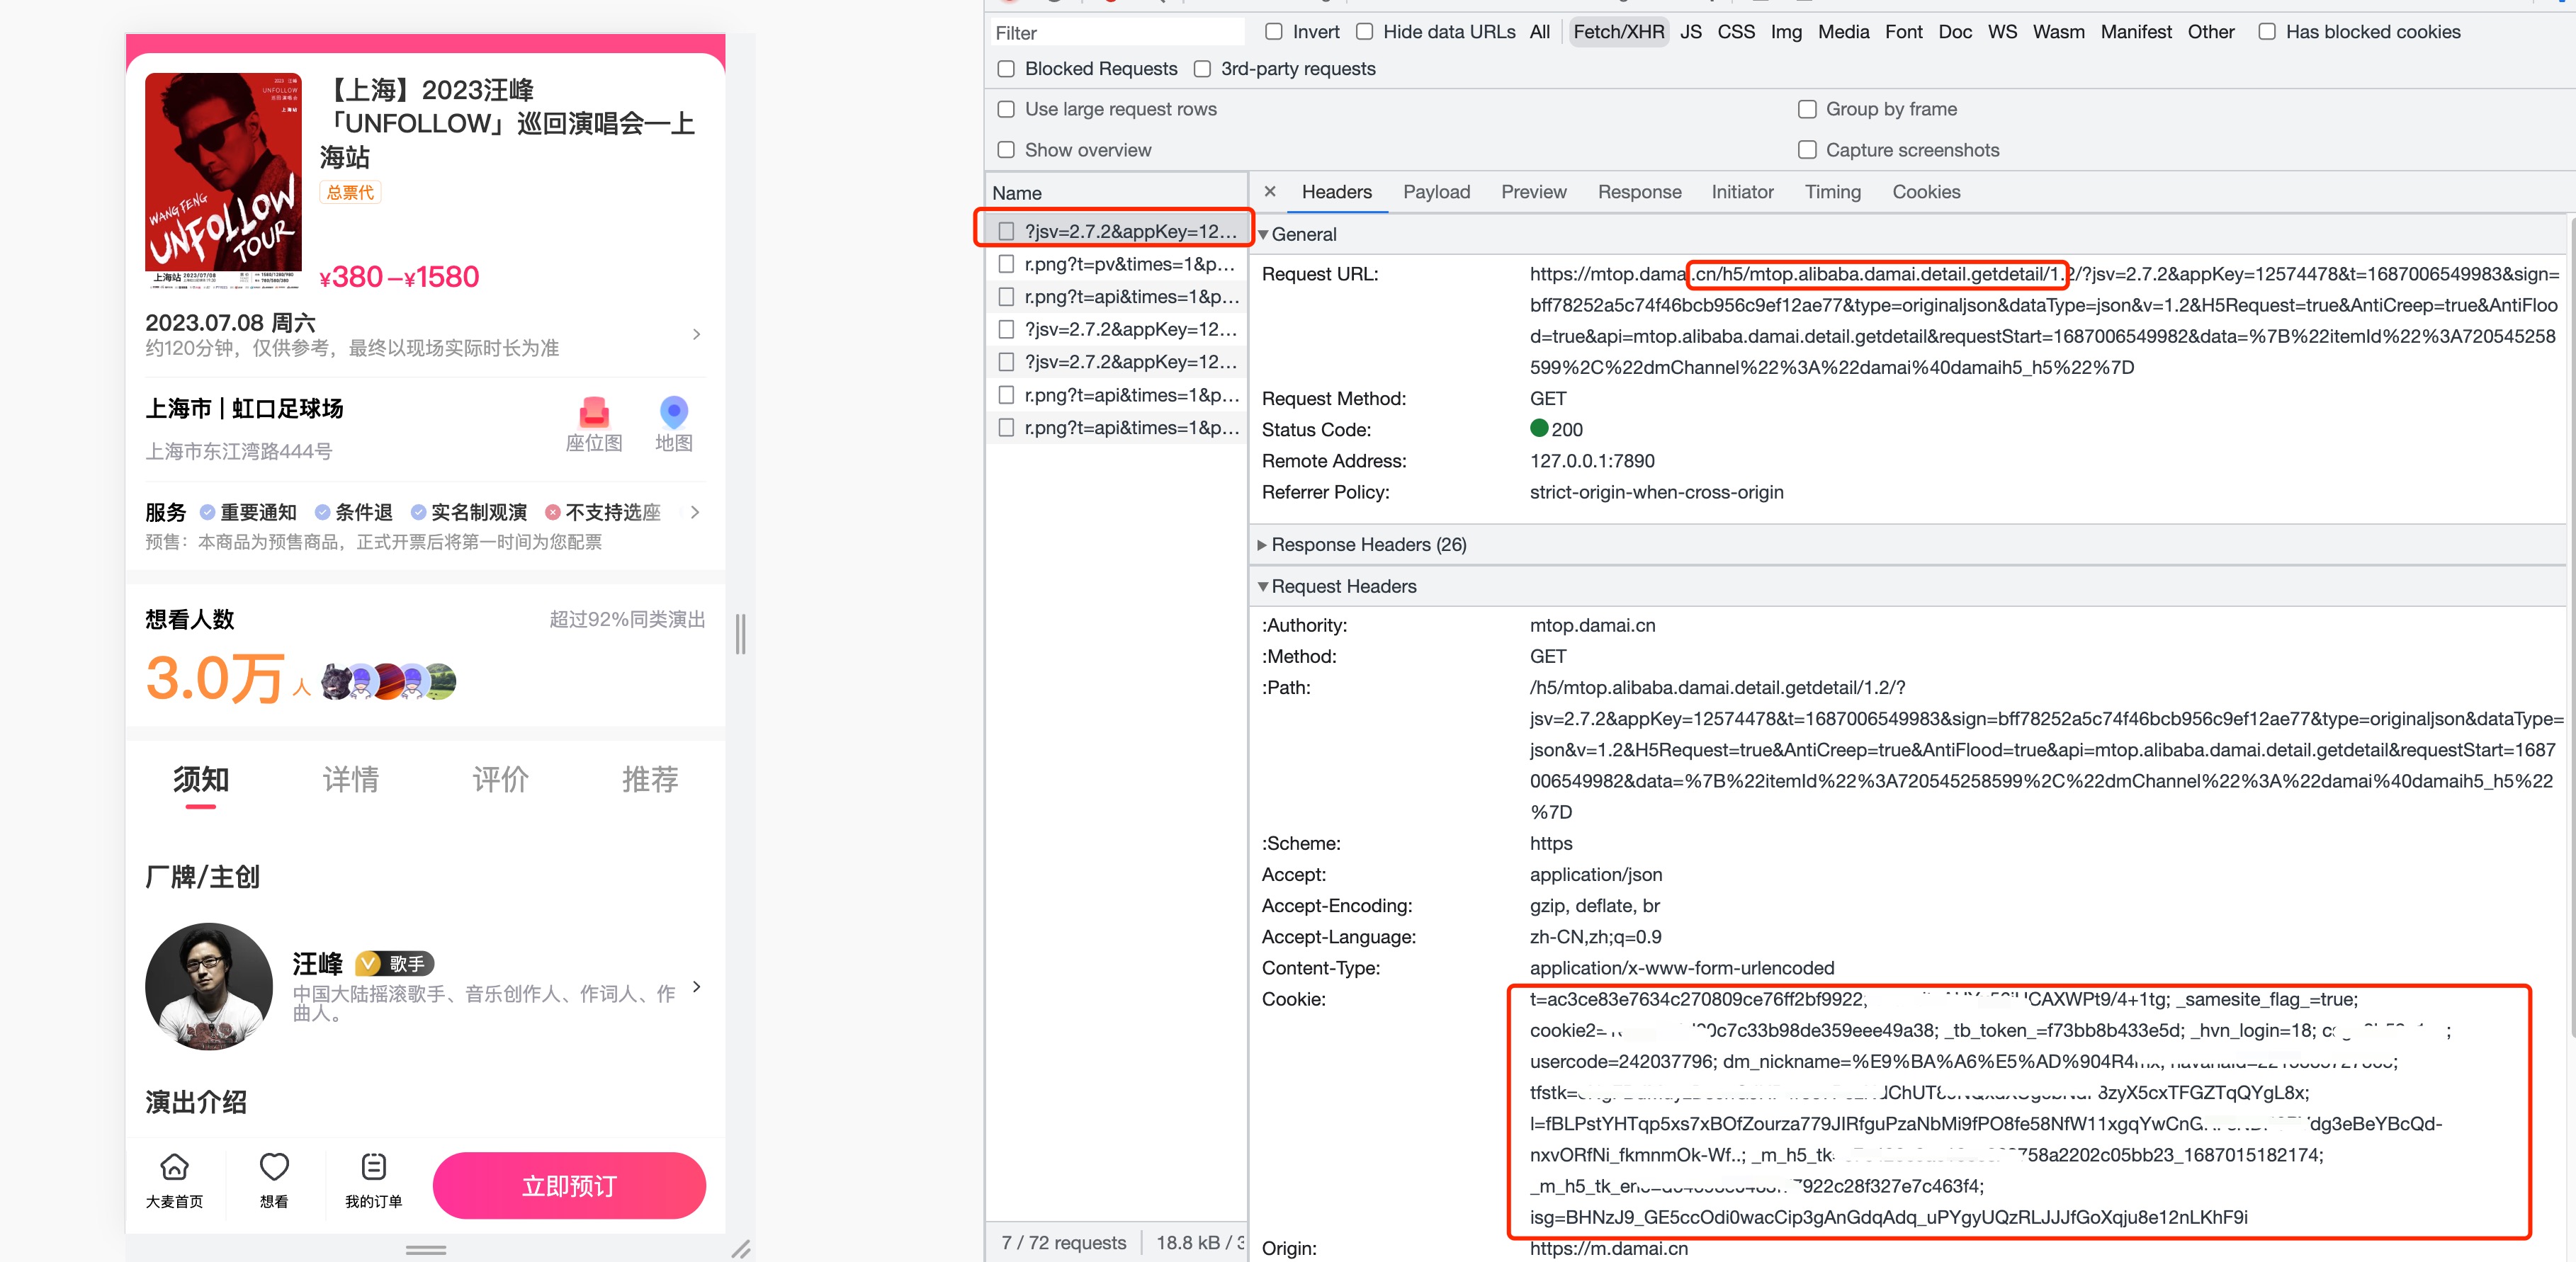 【上海】2023汪峰
「UNFOLLOW」巡回演唱会—上
海站
总票代
UNFOLLOW
上海站
WANG FENG
UNFOLLOW
TOUR
上海站 2023/07/08
¥380–¥1580
2023.07.08 周六
约120分钟，仅供参考，最终以现场实际时长为准
上海市 | 虹口足球场
上海市东江湾路444号
座位图
地图
服务 重要通知 条件退 实名制观演 不支持选座
预售：本商品为预售商品，正式开票后将第一时间为您配票
想看人数
超过92%同类演出
3.0万 人
须知 详情 评价 推荐
厂牌/主创
汪峰 歌手
中国大陆摇滚歌手、音乐创作人、作词人、作
曲人。
演出介绍
大麦首页 想看 我的订单 立即预订
Filter Invert Hide data URLs All Fetch/XHR JS CSS Img Media Font Doc WS Wasm Manifest Other Has blocked cookies
Blocked Requests 3rd-party requests
Use large request rows Group by frame
Show overview Capture screenshots
Name
?jsv=2.7.2&appKey=12...
r.png?t=pv&times=1&p...
r.png?t=api&times=1&p...
?jsv=2.7.2&appKey=12...
?jsv=2.7.2&appKey=12...
r.png?t=api&times=1&p...
r.png?t=api&times=1&p...
7 / 72 requests 18.8 kB / 3
Headers Payload Preview Response Initiator Timing Cookies
General
Request URL: https://mtop.damai.cn/h5/mtop.alibaba.damai.detail.getdetail/1.2/?jsv=2.7.2&appKey=12574478&t=1687006549983&sign=
bff78252a5c74f46bcb956c9ef12ae77&type=originaljson&dataType=json&v=1.2&H5Request=true&AntiCreep=true&AntiFloo
d=true&api=mtop.alibaba.damai.detail.getdetail&requestStart=1687006549982&data=%7B%22itemId%22%3A720545258
599%2C%22dmChannel%22%3A%22damai%40damaih5_h5%22%7D
Request Method: GET
Status Code: 200
Remote Address: 127.0.0.1:7890
Referrer Policy: strict-origin-when-cross-origin
Response Headers (26)
Request Headers
:Authority: mtop.damai.cn
:Method: GET
:Path: /h5/mtop.alibaba.damai.detail.getdetail/1.2/?
jsv=2.7.2&appKey=12574478&t=1687006549983&sign=bff78252a5c74f46bcb956c9ef12ae77&type=originaljson&dataType=
json&v=1.2&H5Request=true&AntiCreep=true&AntiFlood=true&api=mtop.alibaba.damai.detail.getdetail&requestStart=1687
006549982&data=%7B%22itemId%22%3A720545258599%2C%22dmChannel%22%3A%22damai%40damaih5_h5%22
%7D
:Scheme: https
Accept: application/json
Accept-Encoding: gzip, deflate, br
Accept-Language: zh-CN,zh;q=0.9
Content-Type: application/x-www-form-urlencoded
Cookie: t=ac3ce83e7634c270809ce76ff2bf9922; CAXWPt9/4+1tg; _samesite_flag_=true;
cookie2= 0c7c33b98de359eee49a38; _tb_token_=f73bb8b433e5d; _hvn_login=18;
usercode=242037796; dm_nickname=%E9%BA%A6%E5%AD%904R4
tfstk= dChUT 8zyX5cxTFGZTqQYgL8x;
l=fBLPstYHTqp5xs7xBOfZourza779JIRfguPzaNbMi9fPO8fe58NfW11xgqYwCnG dg3eBeYBcQd-
nxvORfNi_fkmnmOk-Wf..; _m_h5_tk 758a2202c05bb23_1687015182174;
_m_h5_tk_en 7922c28f327e7c463f4;
isg=BHNzJ9_GE5ccOdi0wacCip3gAnGdqAdq_uPYgyUQzRLJJJfGoXqju8e12nLKhF9i
Origin: https://m.damai.cn